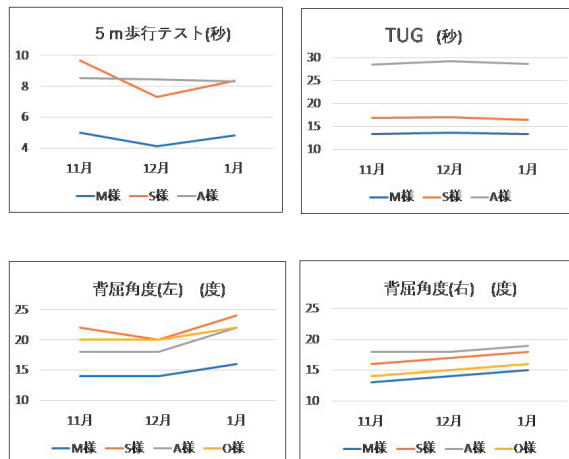 5m歩行テスト(秒)
10
8
6
4
11月 12月 1月
M様 S様 A様
TUG (秒)
30
25
20
15
10
11月 12月 1月
M様 S様 A様
背屈角度(左) (度)
25
20
15
10
11月 12月 1月
M様 S様 A様 O様
背屈角度(右) (度)
25
20
15
10
11月 12月 1月
M様 S様 A様 O様